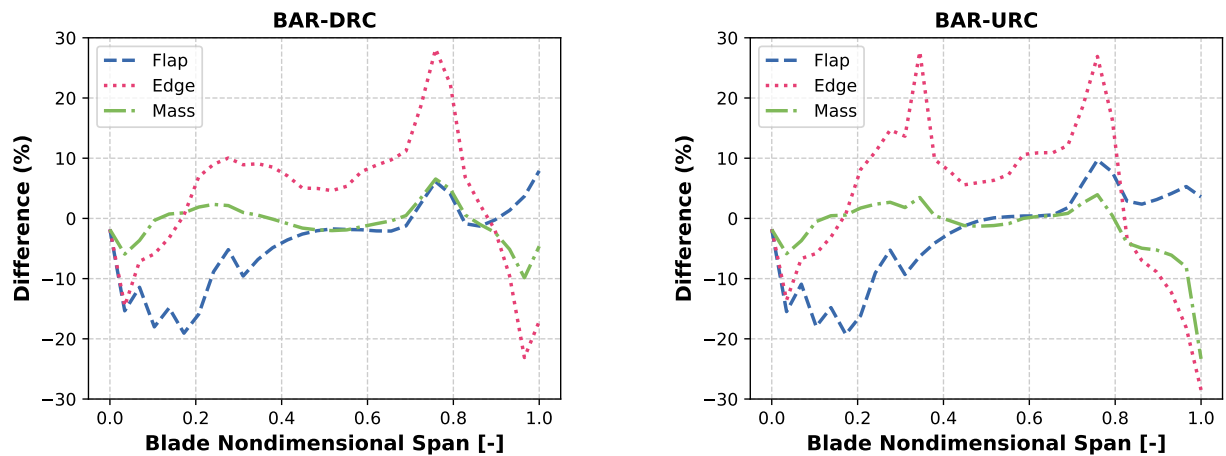 BAR-DRC
30
20
10
0
−10
−20
−30
Difference (%)
Flap
Edge
Mass
0.0 0.2 0.4 0.6 0.8 1.0
Blade Nondimensional Span [-]
BAR-URC
30
20
10
0
−10
−20
−30
Difference (%)
Flap
Edge
Mass
0.0 0.2 0.4 0.6 0.8 1.0
Blade Nondimensional Span [-]